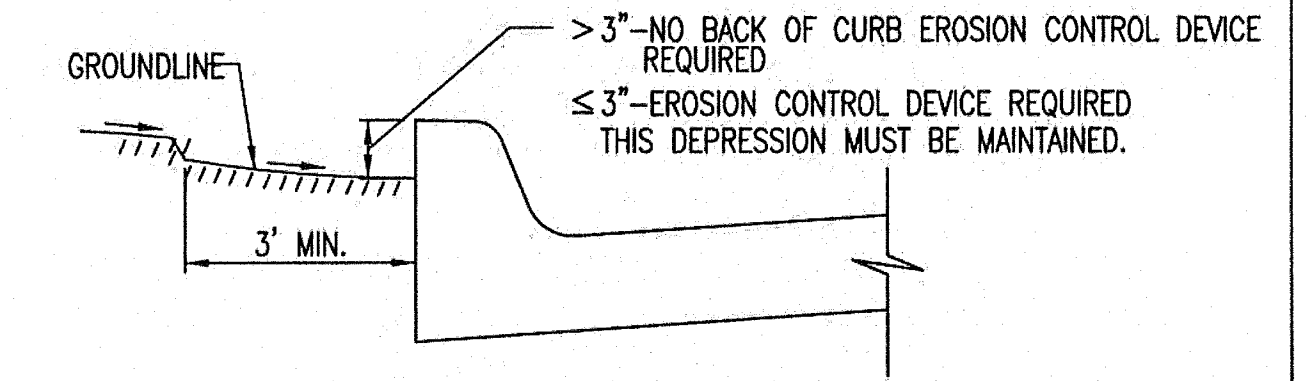 > 3"-NO BACK OF CURB EROSION CONTROL DEVICE
REQUIRED
GROUNDLINE
≤ 3"-EROSION CONTROL DEVICE REQUIRED
THIS DEPRESSION MUST BE MAINTAINED.
3' MIN.